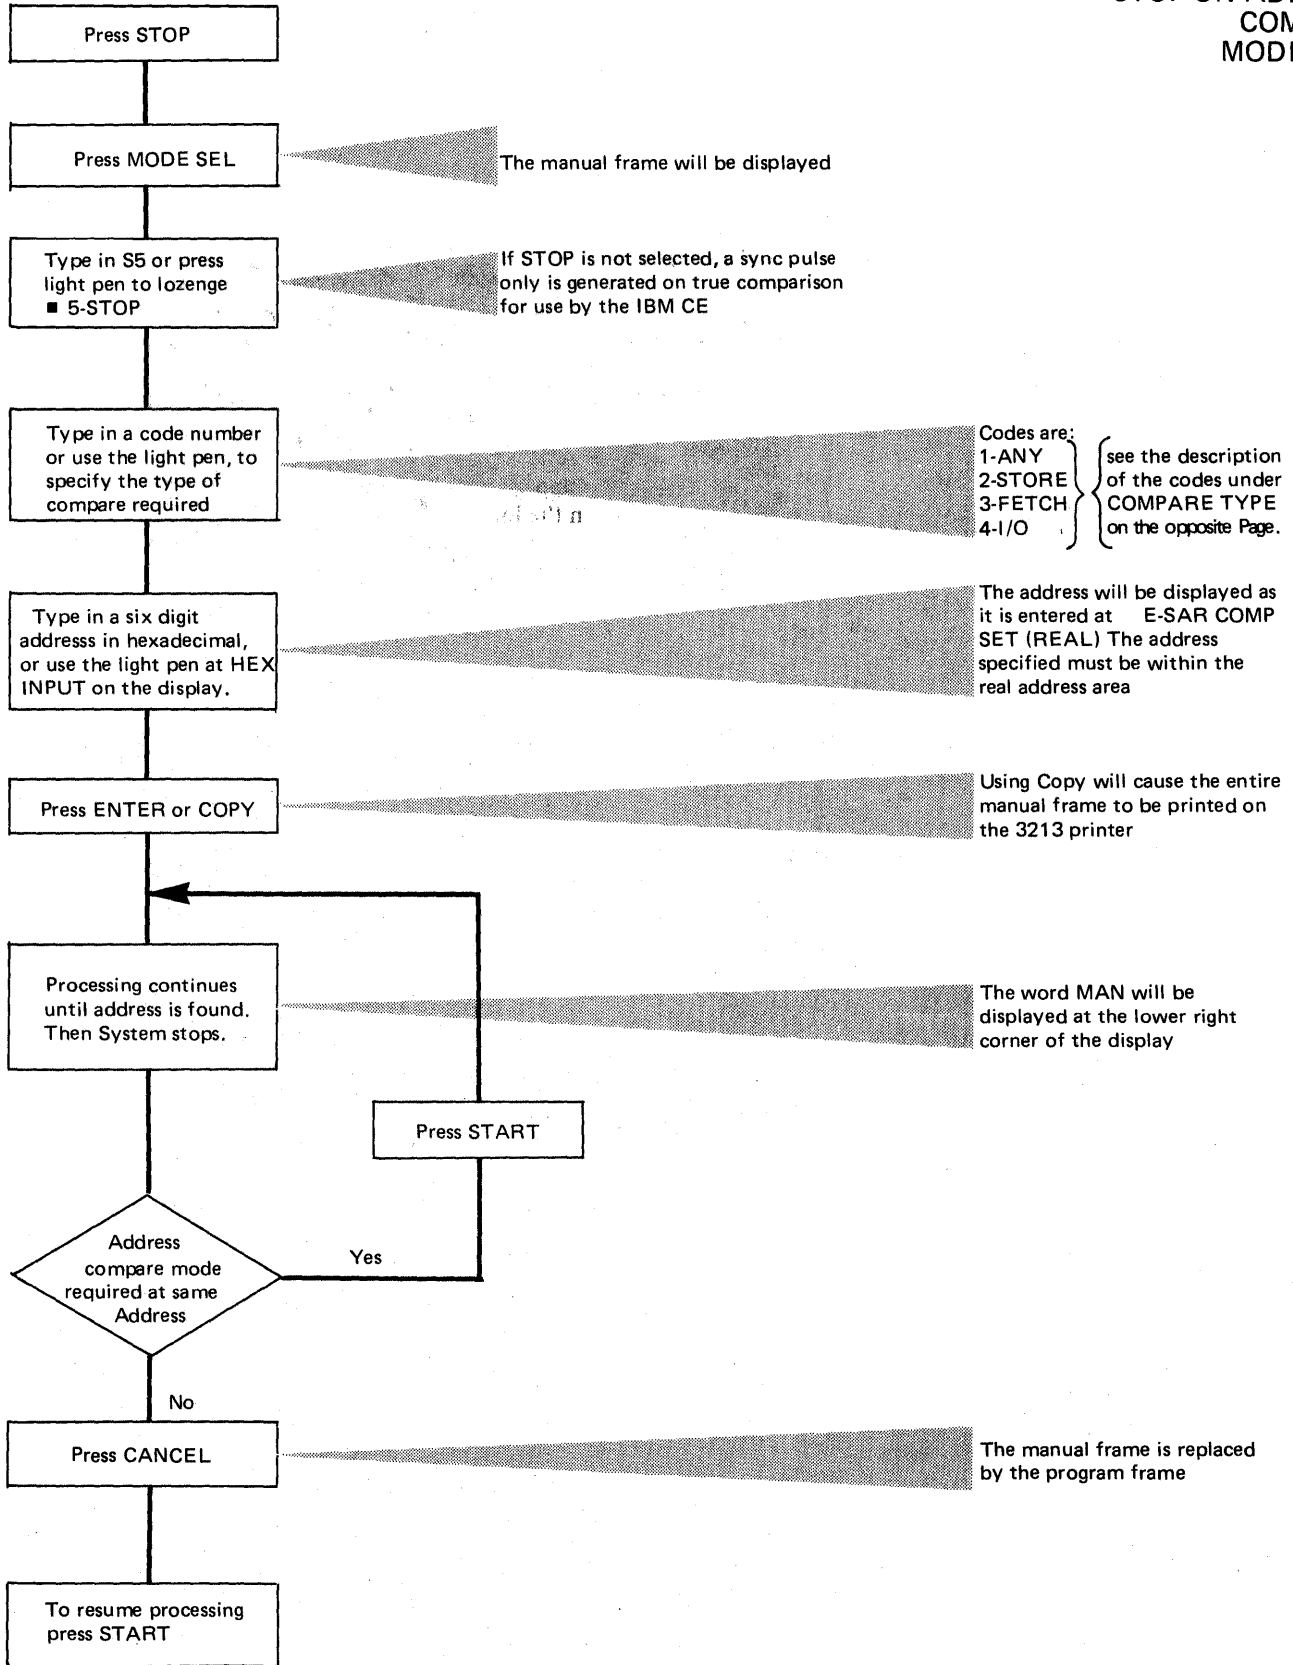 COM
MODE
Press STOP
Press MODE SEL
The manual frame will be displayed
Type in S5 or press
light pen to lozenge
■ 5-STOP
If STOP is not selected, a sync pulse
only is generated on true comparison
for use by the IBM CE
Type in a code number
or use the light pen, to
specify the type of
compare required
Codes are:
1-ANY
2-STORE
3-FETCH
4-I/O
see the description
of the codes under
COMPARE TYPE
on the opposite Page.
Type in a six digit
addresss in hexadecimal,
or use the light pen at HEX
INPUT on the display.
The address will be displayed as
it is entered at E-SAR COMP
SET (REAL) The address
specified must be within the
real address area
Press ENTER or COPY
Using Copy will cause the entire
manual frame to be printed on
the 3213 printer
Processing continues
until address is found.
Then System stops.
The word MAN will be
displayed at the lower right
corner of the display
Press START
Address
compare mode
required at same
Address
Yes
No
Press CANCEL
The manual frame is replaced
by the program frame
To resume processing
press START